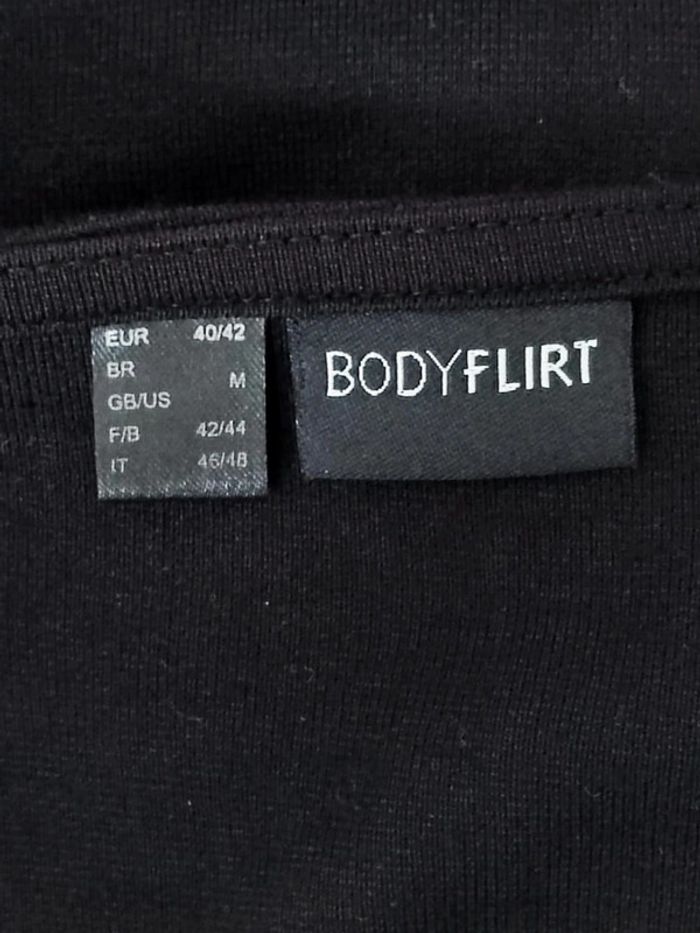 EUR 40/42
BR
M
GB/US
F/B 42/44
IT 46/48
BODYFLIRT